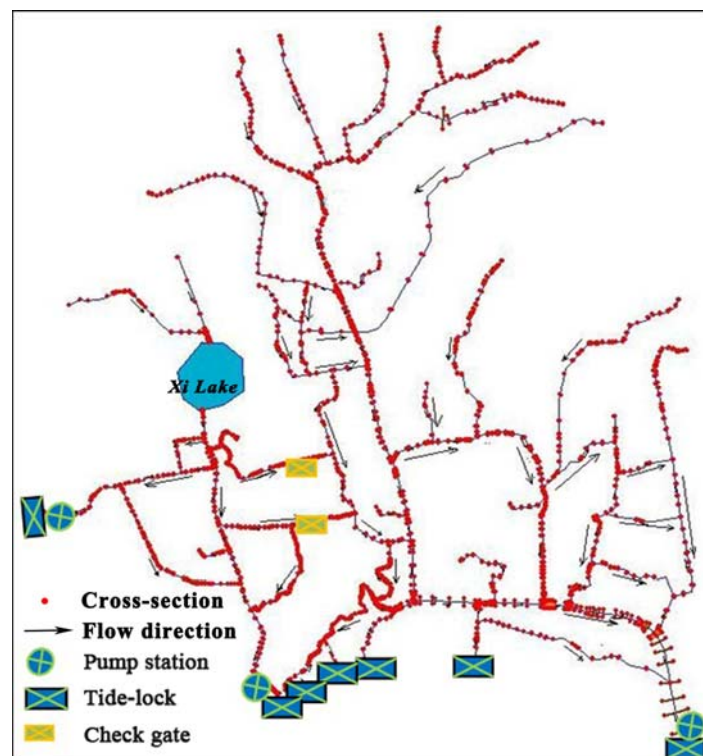 Xi Lake
Cross-section
Flow direction
Pump station
Tide-lock
Check gate